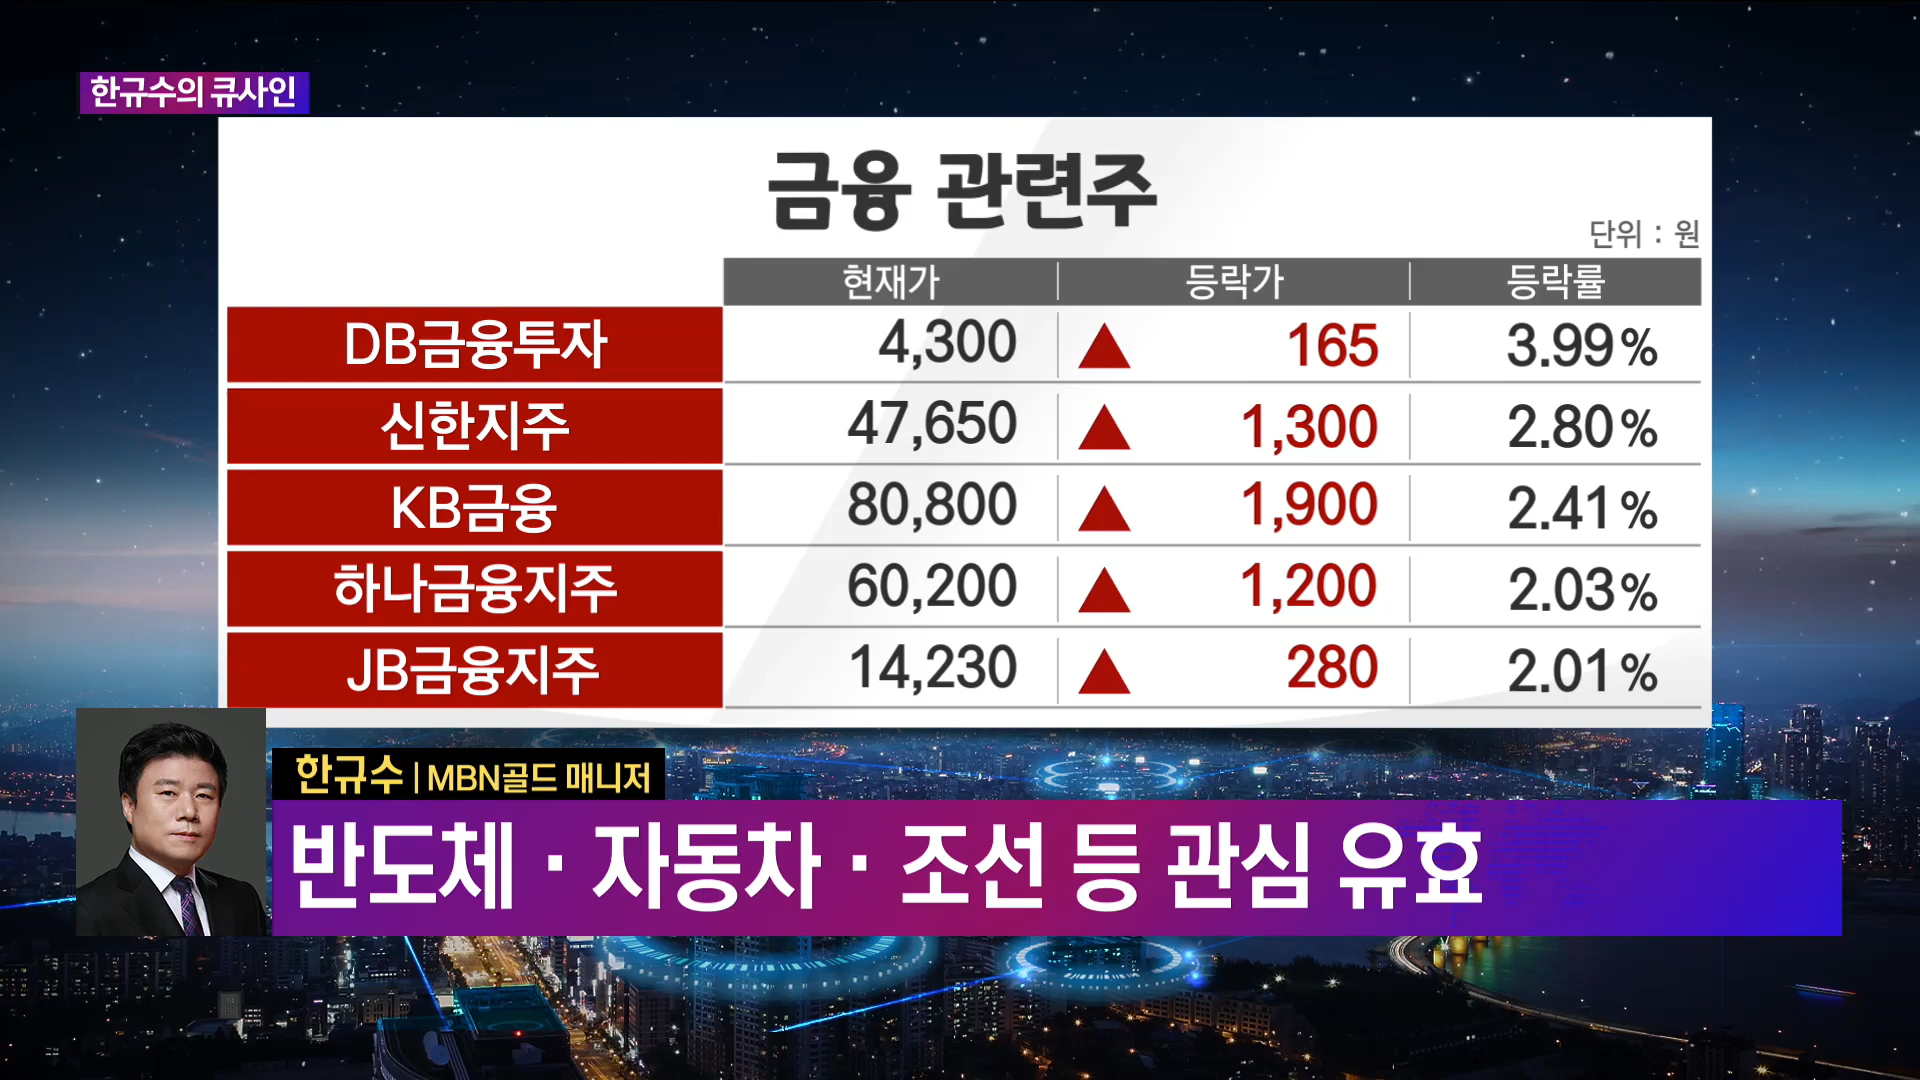 한규수의 큐사인
금융 관련주
단위 : 원
현재가 등락가 등락률
DB금융투자 4,300 ▲ 165 3.99%
신한지주 47,650 ▲ 1,300 2.80%
KB금융 80,800 ▲ 1,900 2.41%
하나금융지주 60,200 ▲ 1,200 2.03%
JB금융지주 14,230 ▲ 280 2.01%
한규수 | MBN골드 매니저
반도체 · 자동차 · 조선 등 관심 유효